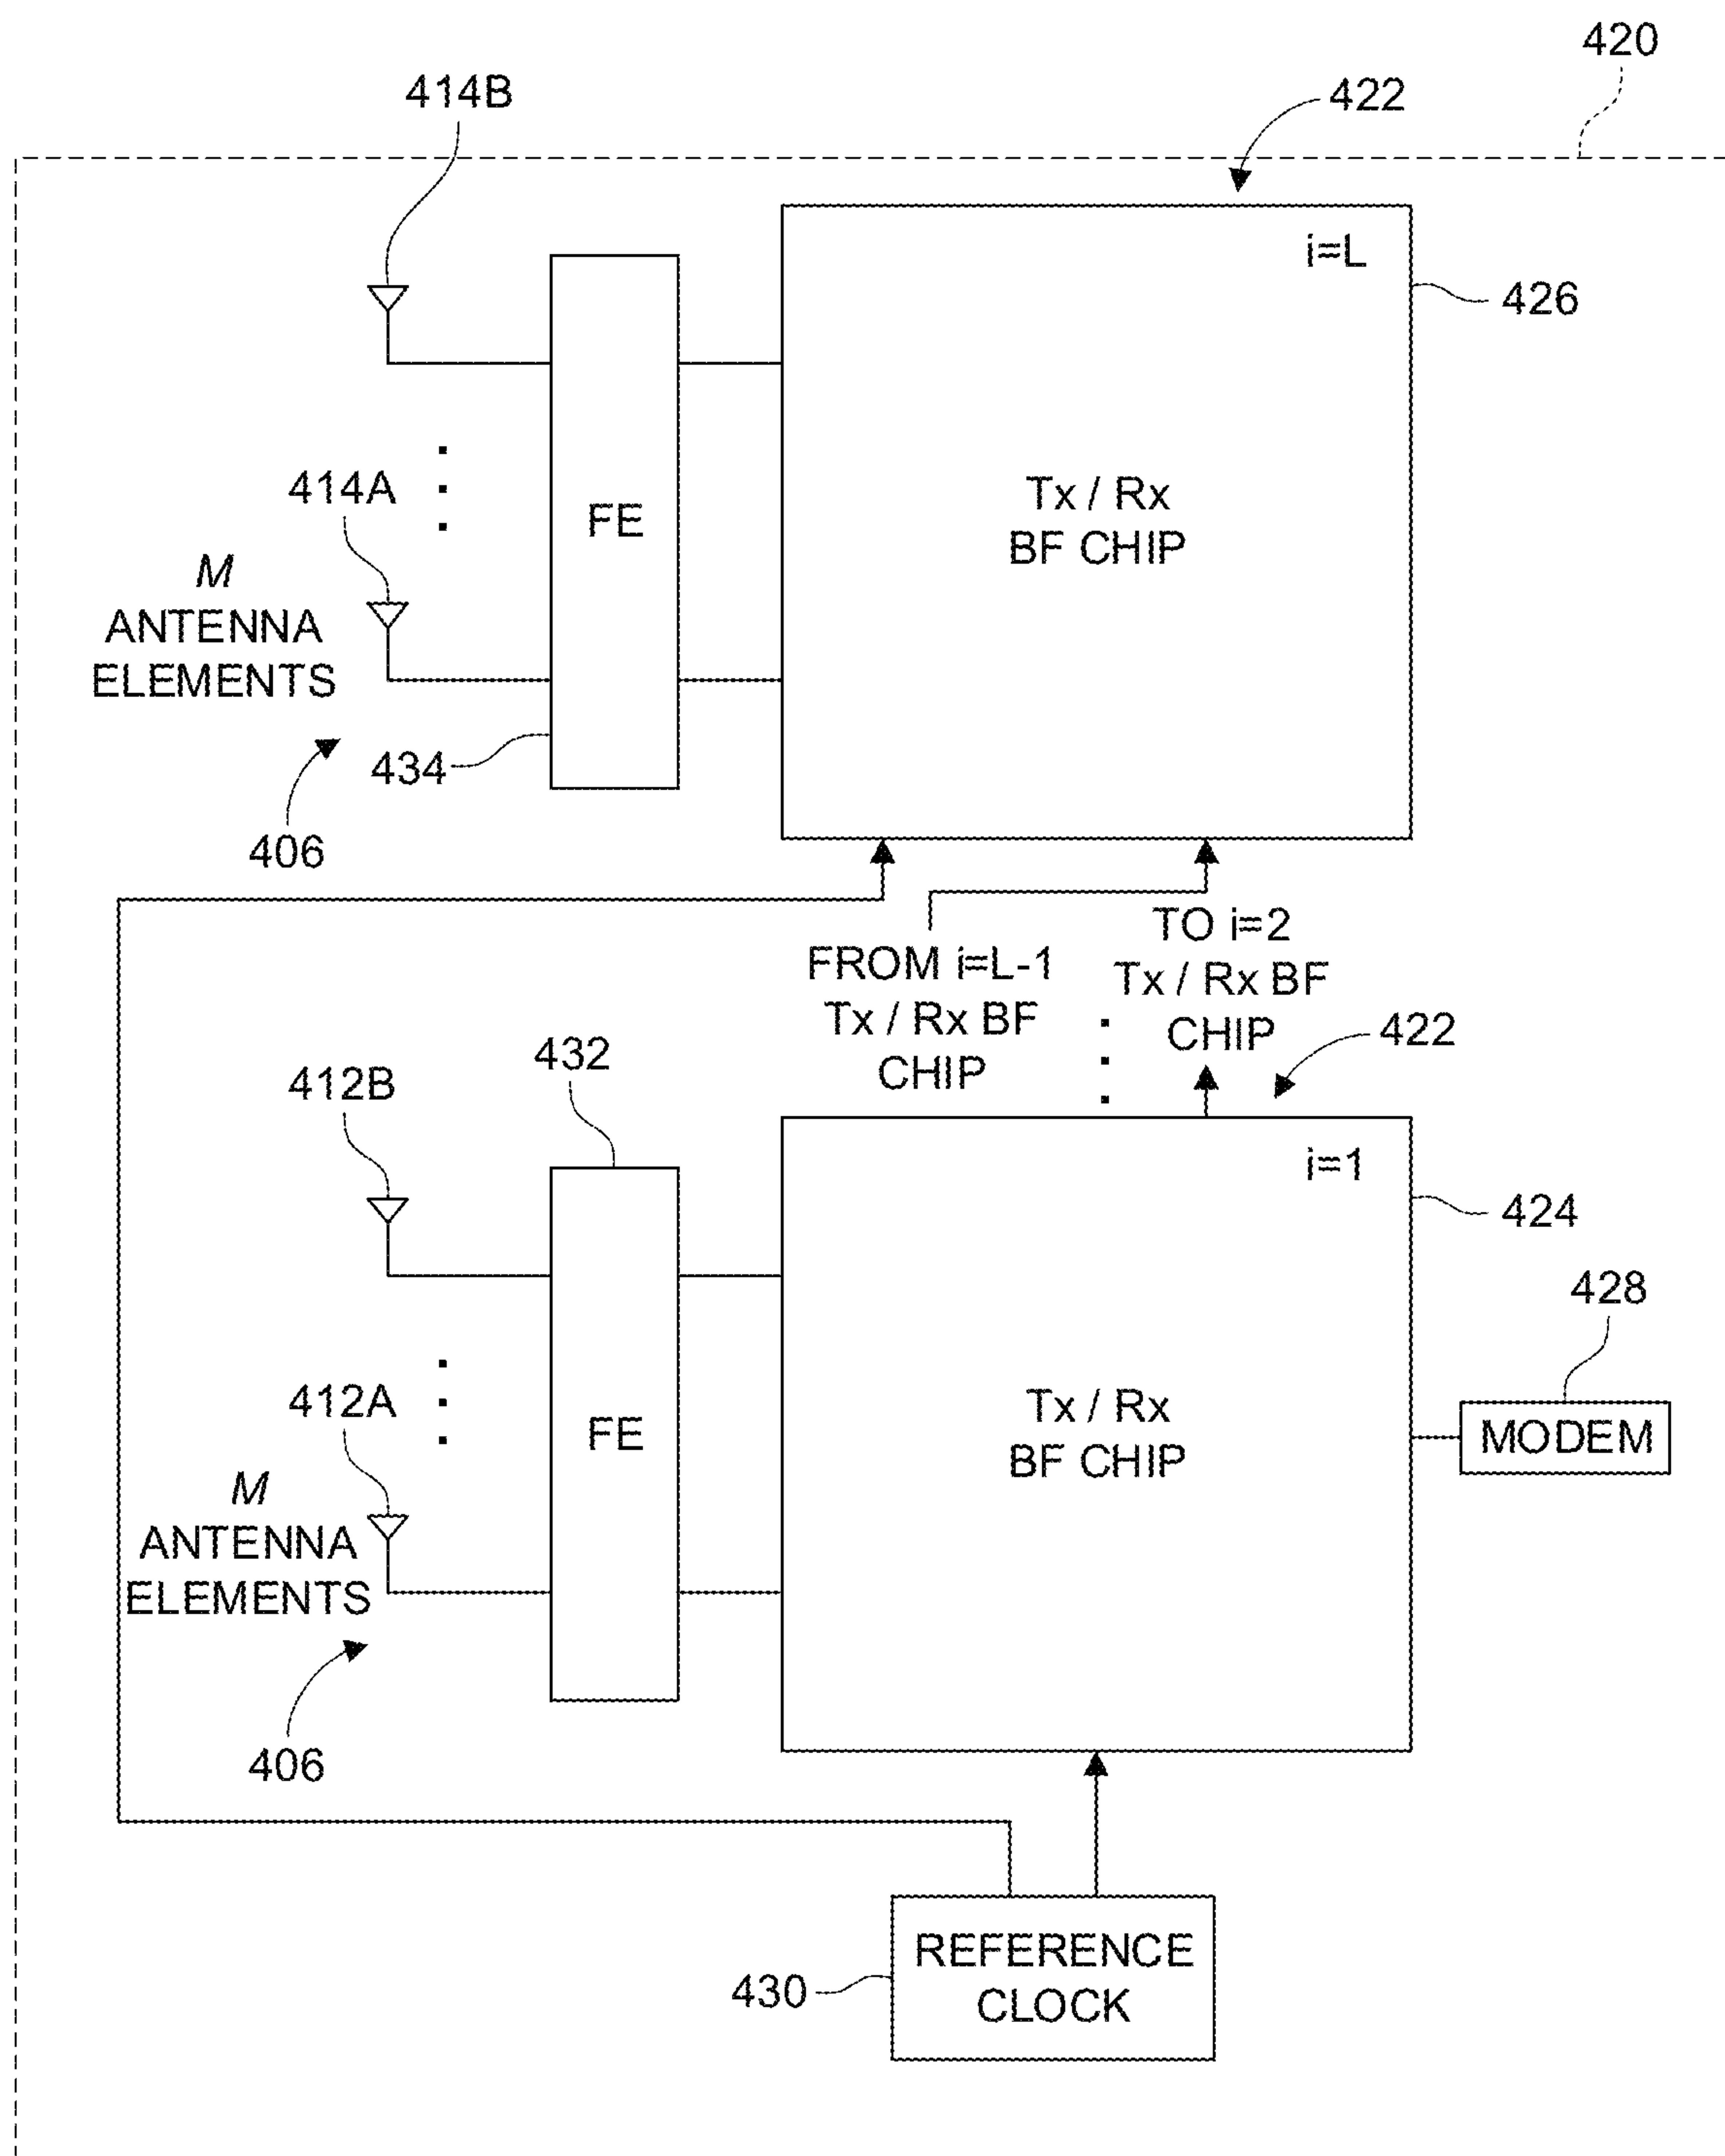 420
414B
422
i=L
426
414A
FE
Tx / Rx
BF CHIP
M
ANTENNA
ELEMENTS
434
406
FROM i=L-1
Tx / Rx BF
CHIP
TO i=2
Tx / Rx BF
CHIP
422
432
412B
i=1
424
428
412A
FE
Tx / Rx
BF CHIP
MODEM
M
ANTENNA
ELEMENTS
406
REFERENCE
CLOCK
430